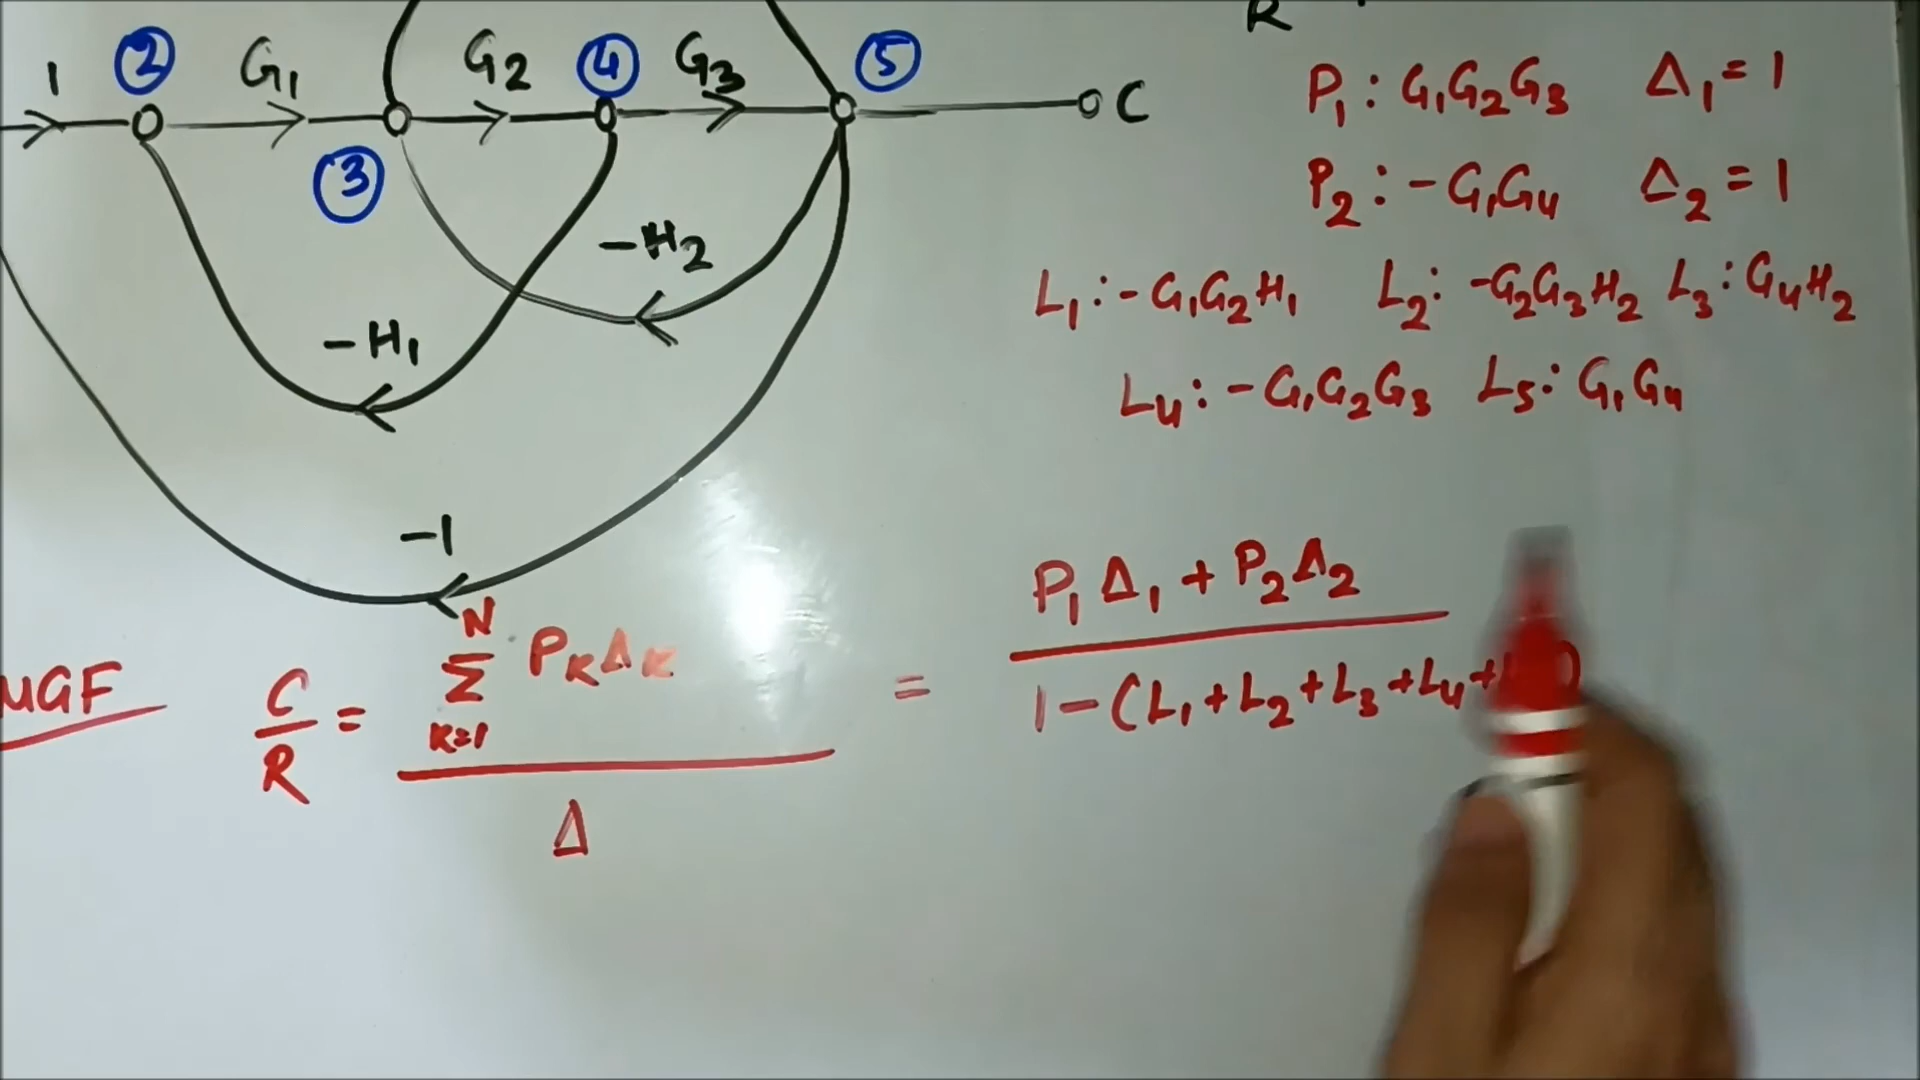 R
1 ② G₁ G₂ ④ G₃ ⑤ C
③
-H₂
-H₁
-1
P₁ : G₁G₂G₃ Δ₁ = 1
P₂ : -G₁G₄ Δ₂ = 1
L₁ : -G₁G₂H₁ L₂ : -G₂G₃H₂ L₃ : G₄H₂
L₄ : -G₁G₂G₃ L₅ : G₁G₄
MGF
C/R =
N
Σ P_KΔ_K
K=1
Δ
=
P₁Δ₁ + P₂Δ₂
1 - (L₁ + L₂ + L₃ + L₄ +